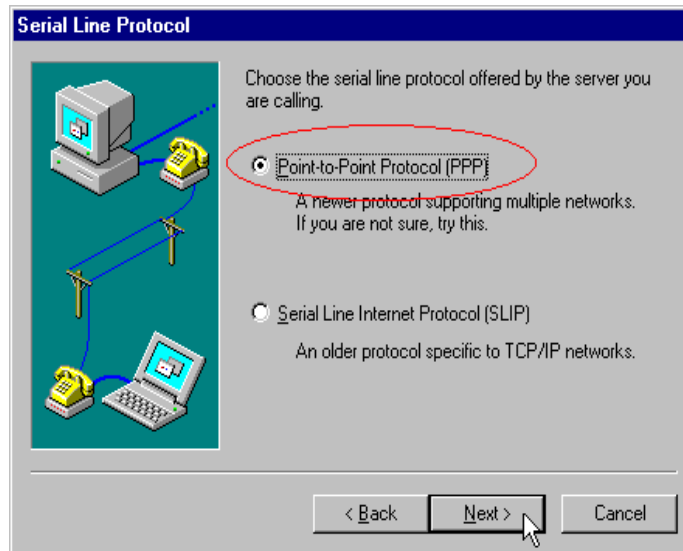 Serial Line Protocol
Choose the serial line protocol offered by the server you
are calling.
Point-to-Point Protocol (PPP)
A newer protocol supporting multiple networks.
If you are not sure, try this.
Serial Line Internet Protocol (SLIP)
An older protocol specific to TCP/IP networks.
< Back
Next >
Cancel